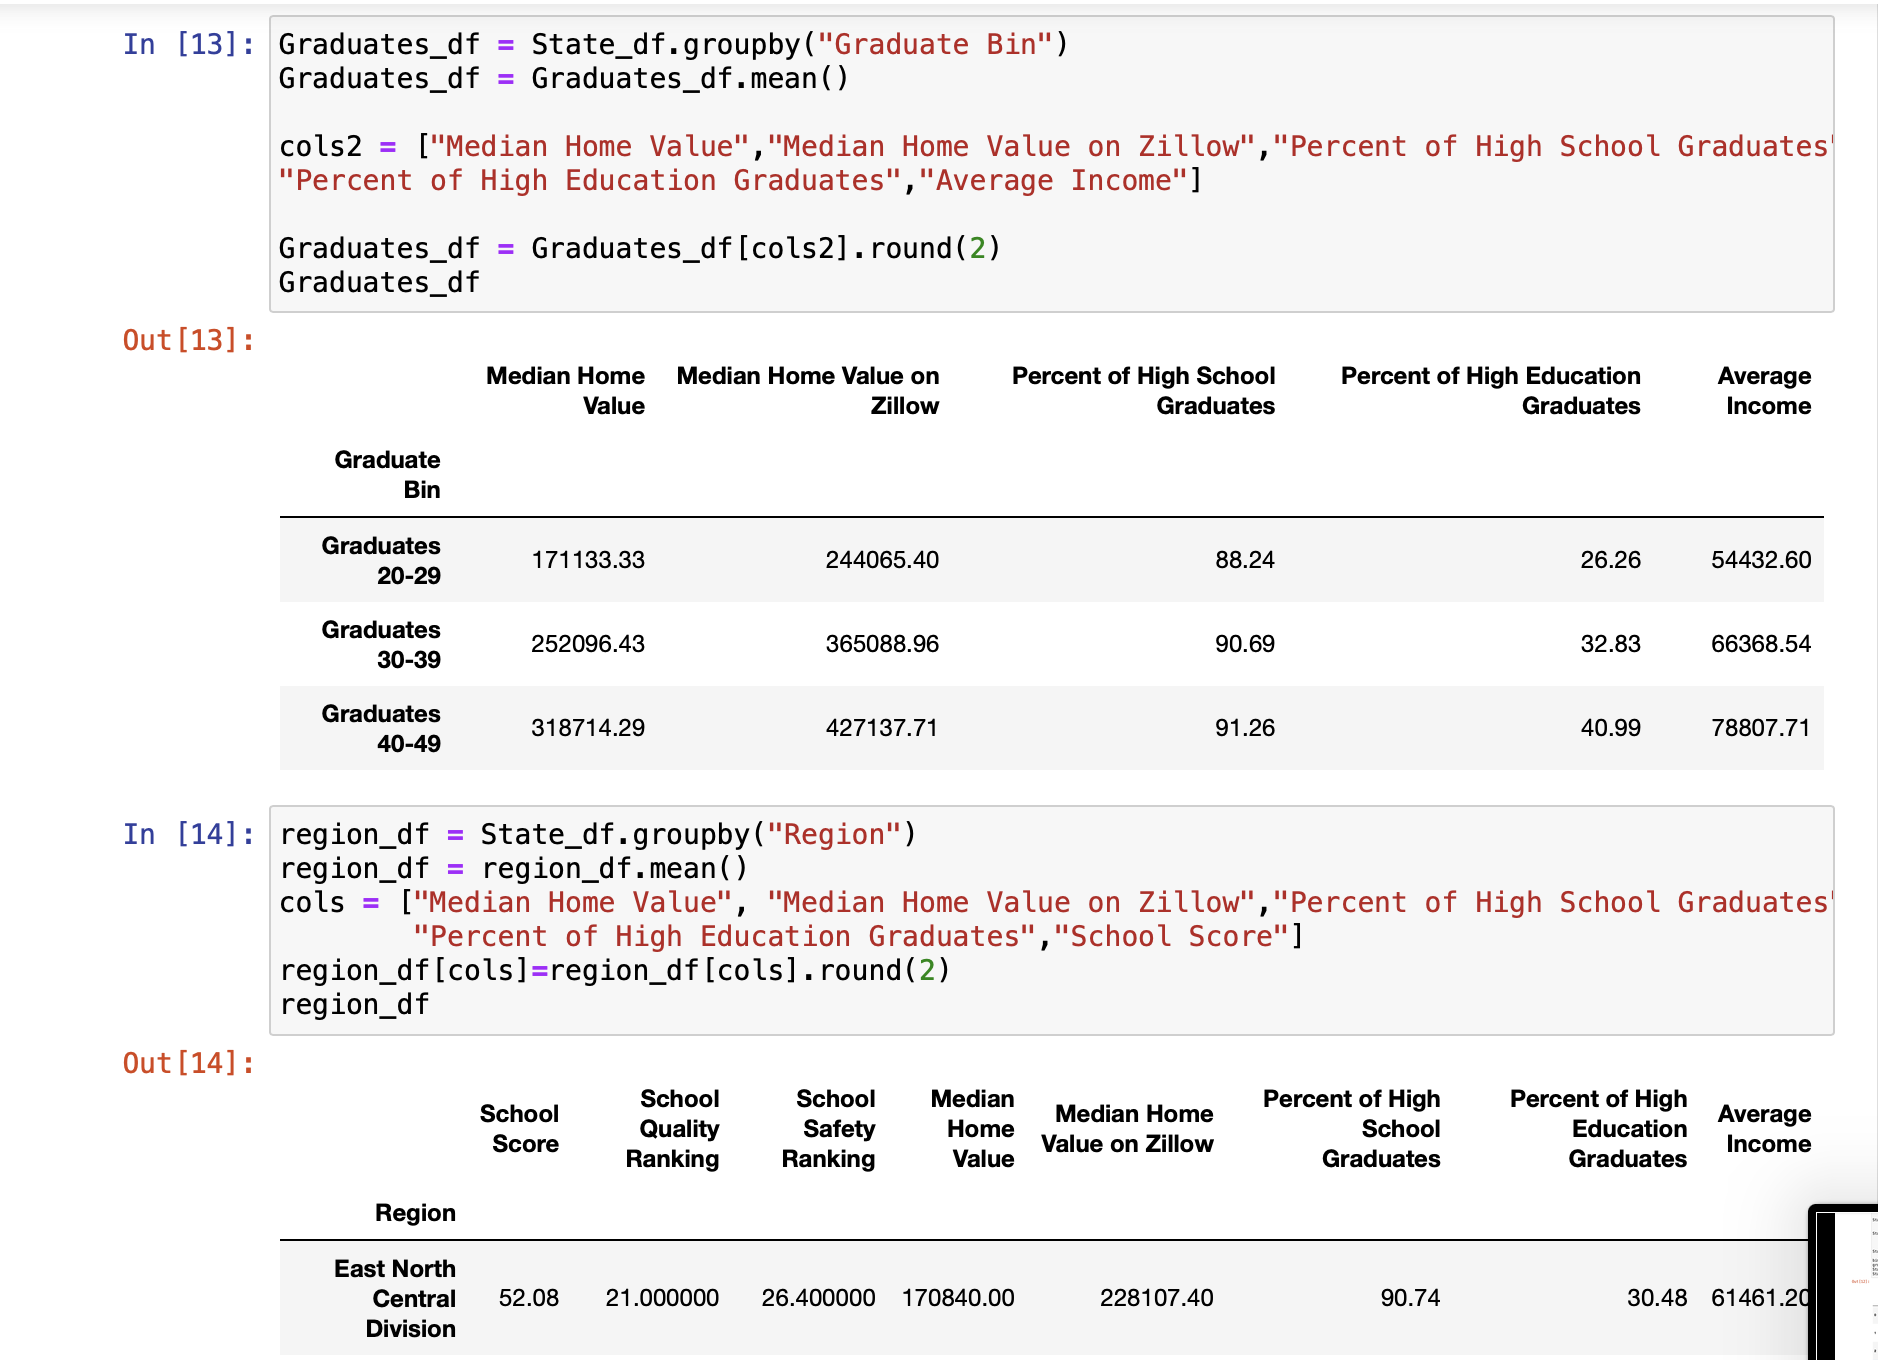 In [13]:
Graduates_df = State_df.groupby("Graduate Bin")
Graduates_df = Graduates_df.mean()
cols2 = ["Median Home Value","Median Home Value on Zillow","Percent of High School Graduates"
"Percent of High Education Graduates","Average Income"]
Graduates_df = Graduates_df[cols2].round(2)
Graduates_df
Out[13]:
Median Home Median Home Value on Percent of High School Percent of High Education Average
Value Zillow Graduates Graduates Income
Graduate
Bin
Graduates
20-29 171133.33 244065.40 88.24 26.26 54432.60
Graduates
30-39 252096.43 365088.96 90.69 32.83 66368.54
Graduates
40-49 318714.29 427137.71 91.26 40.99 78807.71
In [14]:
region_df = State_df.groupby("Region")
region_df = region_df.mean()
cols = ["Median Home Value", "Median Home Value on Zillow","Percent of High School Graduates"
"Percent of High Education Graduates","School Score"]
region_df[cols]=region_df[cols].round(2)
region_df
Out[14]:
School School Median Percent of High Percent of High
School Quality Safety Home Median Home School Education Average
Score Ranking Ranking Value Value on Zillow Graduates Graduates Income
Region
East North
Central 52.08 21.000000 26.400000 170840.00 228107.40 90.74 30.48 61461.20
Division